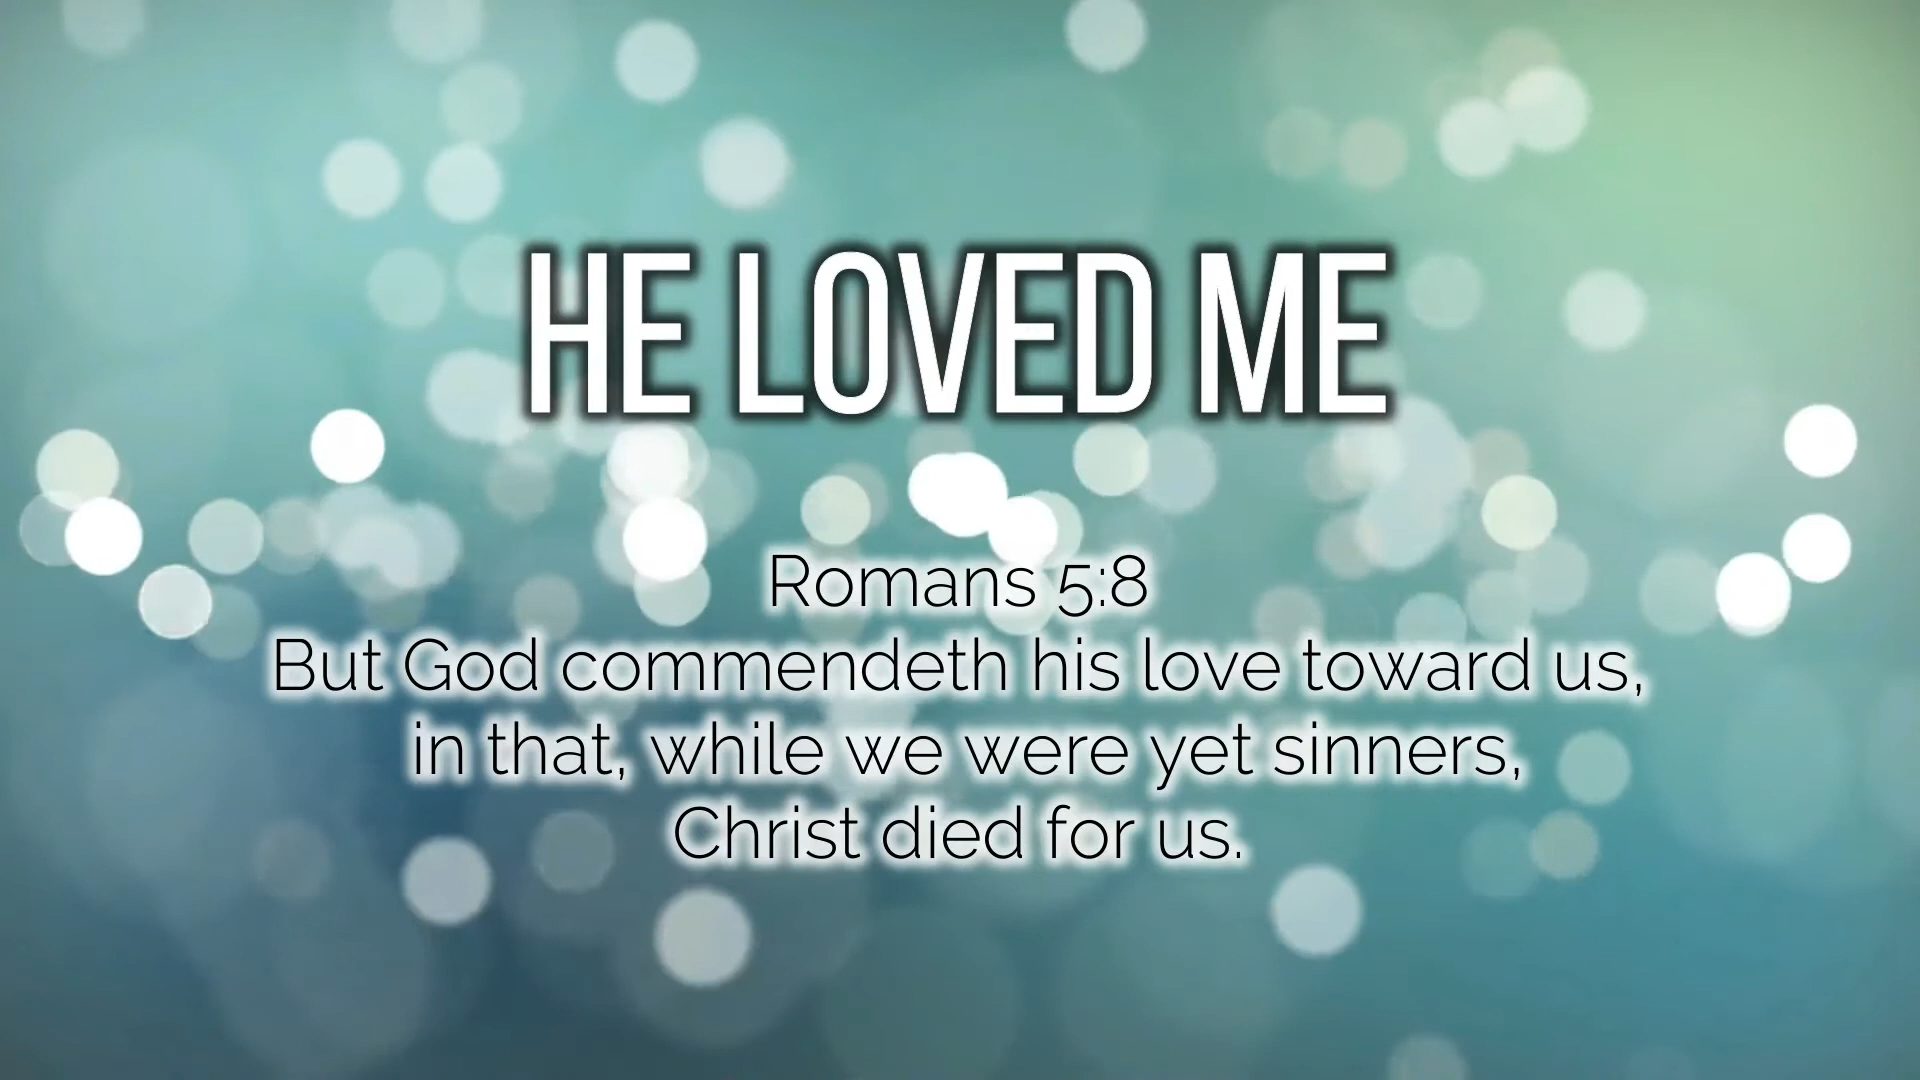 HE LOVED ME
Romans 5:8
But God commendeth his love toward us,
in that, while we were yet sinners,
Christ died for us.